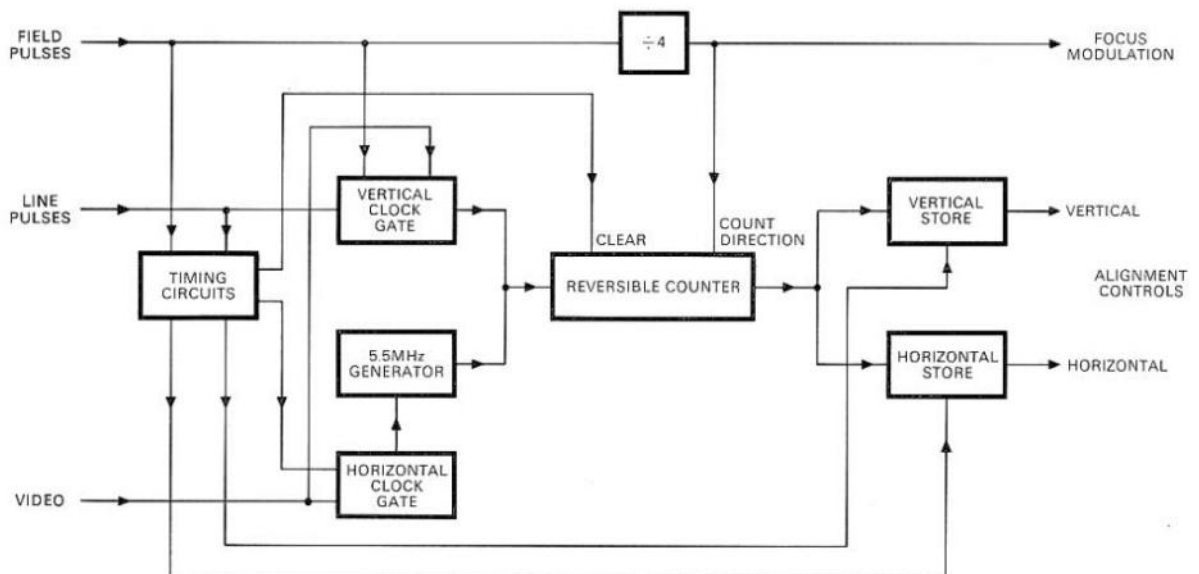 FIELD
PULSES
÷4
FOCUS
MODULATION
LINE
PULSES
VERTICAL
CLOCK
GATE
CLEAR
COUNT
DIRECTION
VERTICAL
STORE
VERTICAL
TIMING
CIRCUITS
REVERSIBLE COUNTER
ALIGNMENT
CONTROLS
5.5MHz
GENERATOR
HORIZONTAL
STORE
HORIZONTAL
VIDEO
HORIZONTAL
CLOCK
GATE